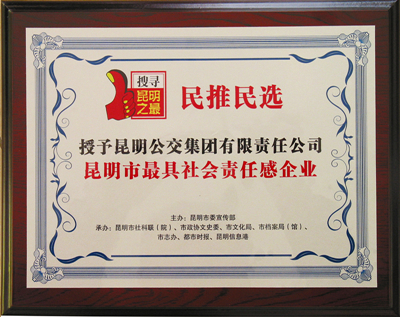 搜寻
昆明
之最
民推民选
授予昆明公交集团有限责任公司
昆明市最具社会责任感企业
主办：昆明市委宣传部
承办：昆明市社科联（院）、市政协文史委、市文化局、市档案局（馆）、
市志办、都市时报、昆明信息港